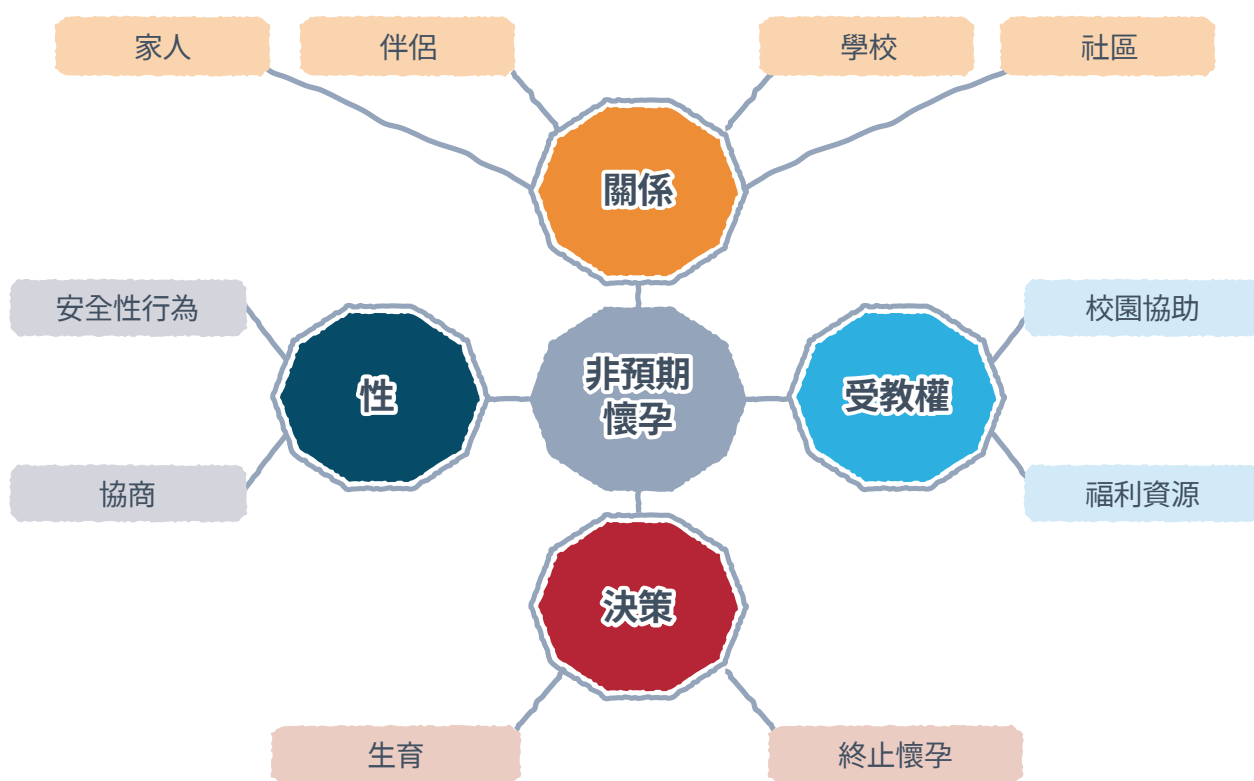 家人
伴侶
學校
社區
關係
安全性行為
校園協助
性
非預期
懷孕
受教權
協商
福利資源
決策
生育
終止懷孕